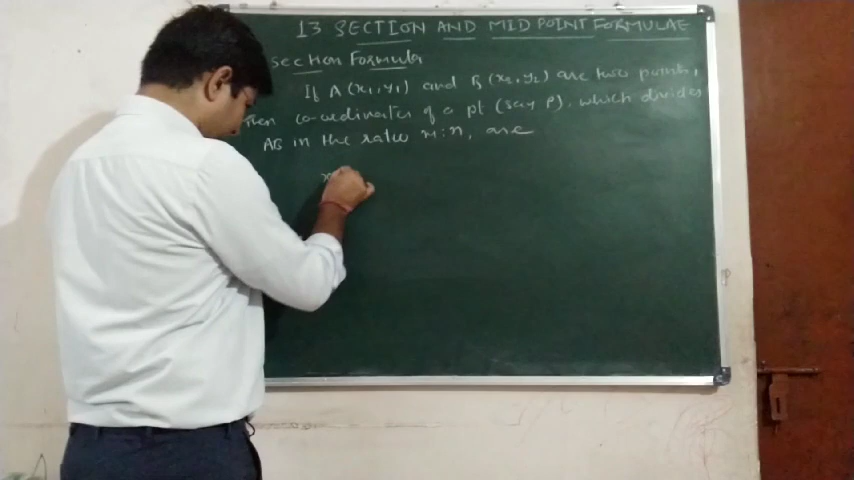 13 SECTION AND MID POINT FORMULAE
section Formula
If A (x1, y1) and B (x2, y2) are two points,
Then co-ordinates of a pt (say P), which divides
AB in the ratio m:n, are
x